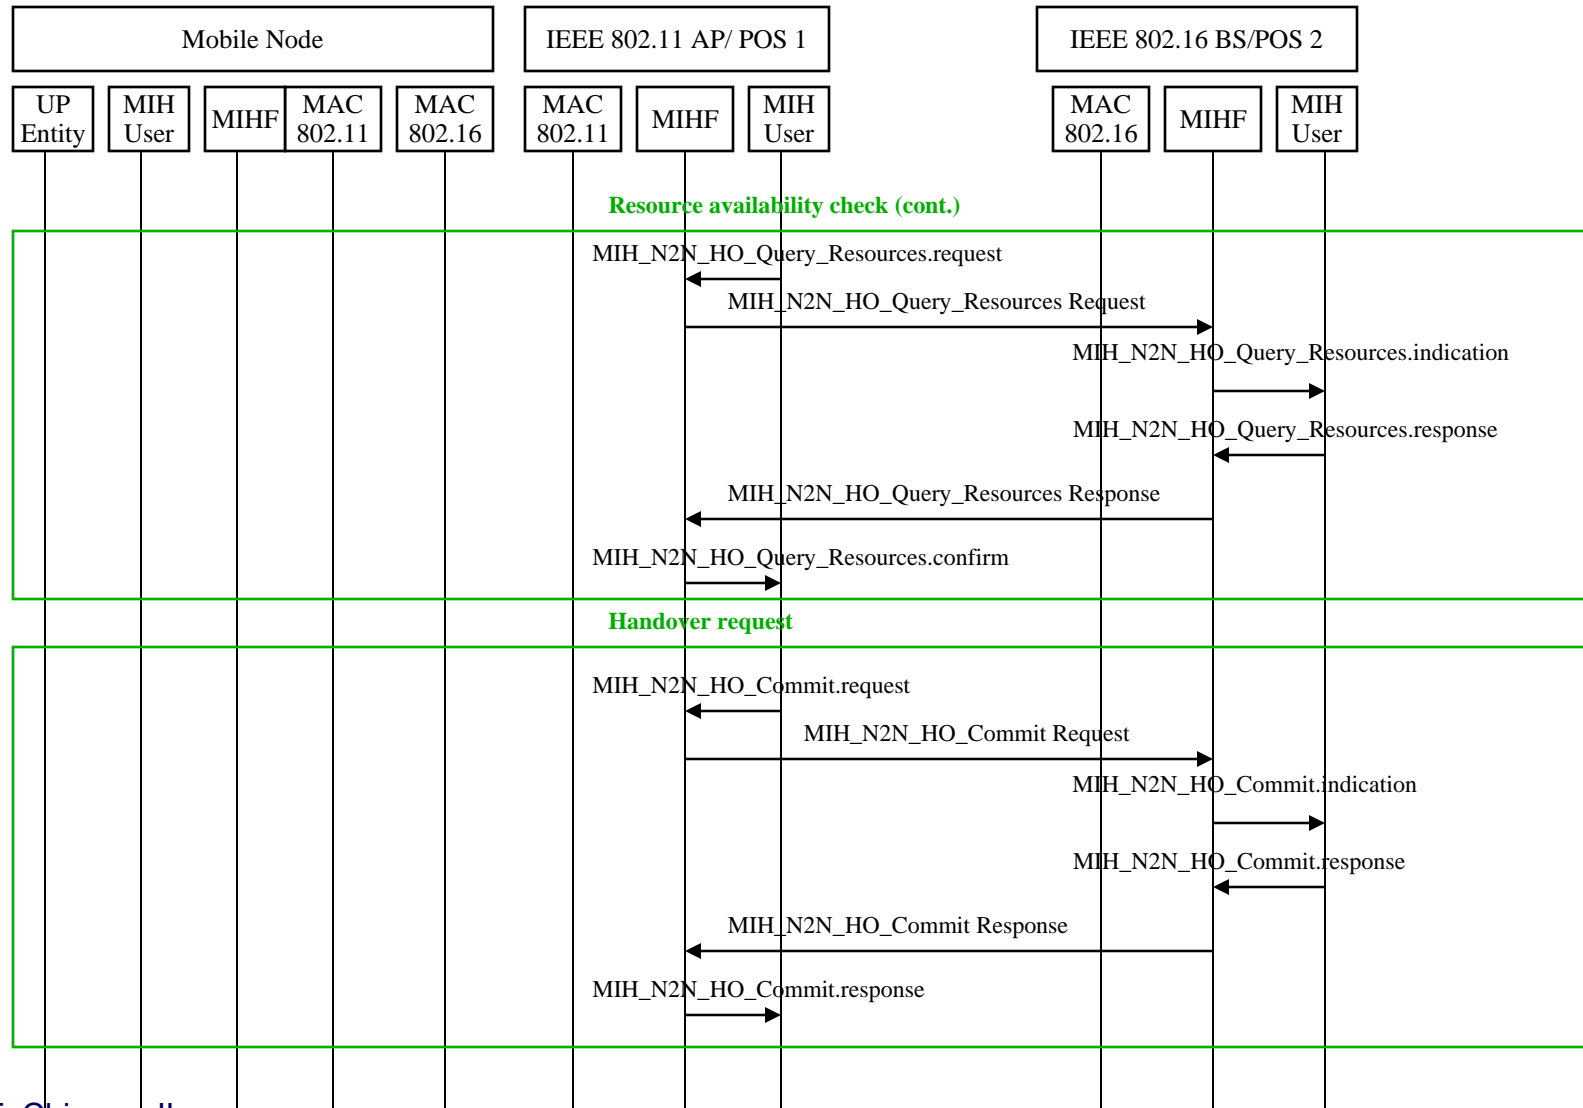 Mobile Node
IEEE 802.11 AP/ POS 1
IEEE 802.16 BS/POS 2
UP
Entity
MIH
User
MIHF
MAC
802.11
MAC
802.16
MAC
802.11
MIHF
MIH
User
MAC
802.16
MIHF
MIH
User
Resource availability check (cont.)
MIH_N2N_HO_Query_Resources.request
MIH_N2N_HO_Query_Resources Request
MIH_N2N_HO_Query_Resources.indication
MIH_N2N_HO_Query_Resources.response
MIH_N2N_HO_Query_Resources Response
MIH_N2N_HO_Query_Resources.confirm
Handover request
MIH_N2N_HO_Commit.request
MIH_N2N_HO_Commit Request
MIH_N2N_HO_Commit.indication
MIH_N2N_HO_Commit.response
MIH_N2N_HO_Commit Response
MIH_N2N_HO_Commit.response